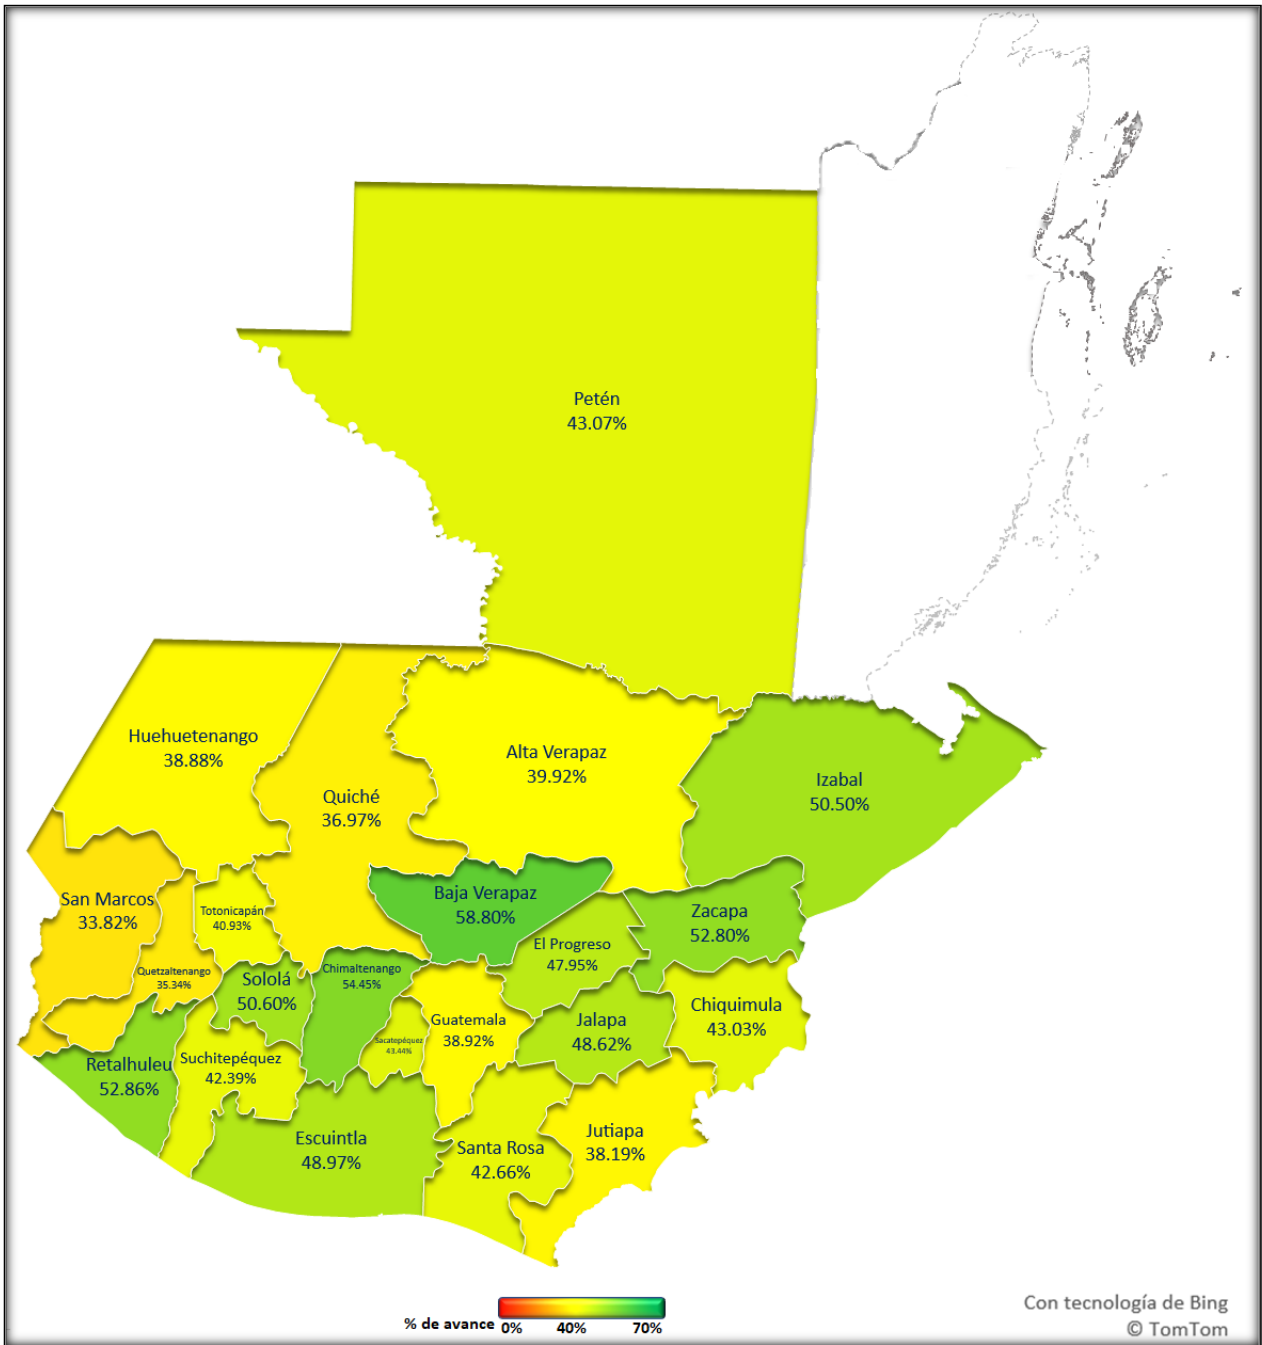 Petén
43.07%
Huehuetenango
38.88%
Alta Verapaz
39.92%
Izabal
50.50%
Quiché
36.97%
San Marcos
33.82%
Totonicapán
40.93%
Baja Verapaz
58.80%
Zacapa
52.80%
El Progreso
47.95%
Quetzaltenango
35.34%
Sololá
50.60%
Chimaltenango
54.45%
Chiquimula
43.03%
Guatemala
38.92%
Jalapa
48.62%
Sacatepéquez
43.44%
Retalhuleu
52.86%
Suchitepéquez
42.39%
Escuintla
48.97%
Santa Rosa
42.66%
Jutiapa
38.19%
% de avance 0% 40% 70%
Con tecnología de Bing
© TomTom